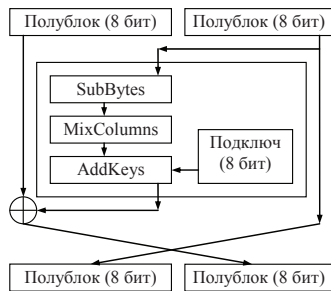 Полублок (8 бит)
Полублок (8 бит)
SubBytes
MixColumns
AddKeys
Подключ
(8 бит)
Полублок (8 бит)
Полублок (8 бит)